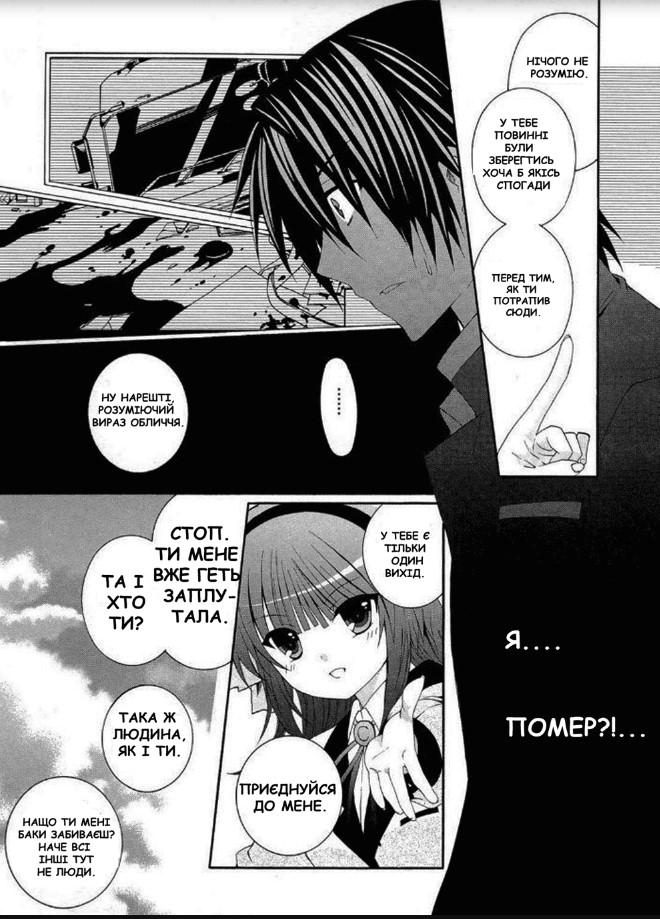 НІЧОГО НЕ
РОЗУМІЮ.
У ТЕБЕ
ПОВИННІ
БУЛИ
ЗБЕРЕГТИСЬ
ХОЧА Б ЯКІСЬ
СПОГАДИ
ПЕРЕД ТИМ,
ЯК ТИ
ПОТРАПИВ
СЮДИ.
........
НУ НАРЕШТІ,
РОЗУМІЮЧИЙ
ВИРАЗ ОБЛИЧЧЯ.
Я....
ПОМЕР?!...
У ТЕБЕ Є
ТІЛЬКИ
ОДИН
ВИХІД.
ПРИЄДНУЙСЯ
ДО МЕНЕ.
СТОП.
ТИ МЕНЕ
ВЖЕ ГЕТЬ
ЗАПЛУ-
ТАЛА.
ТА І
ХТО
ТИ?
ТАКА Ж
ЛЮДИНА,
ЯК І ТИ.
НАЩО ТИ МЕНІ
БАКИ ЗАБИВАЄШ?
НАЧЕ ВСІ
ІНШІ ТУТ
НЕ ЛЮДИ.